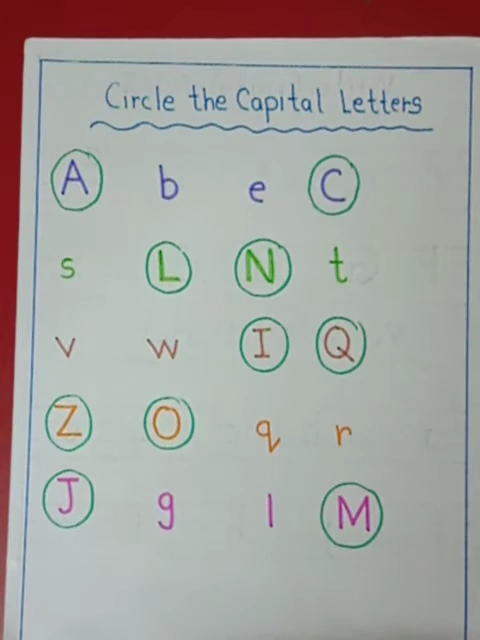 Circle the Capital Letters
A b e C
s L N t
v w I Q
Z O q r
J g l M